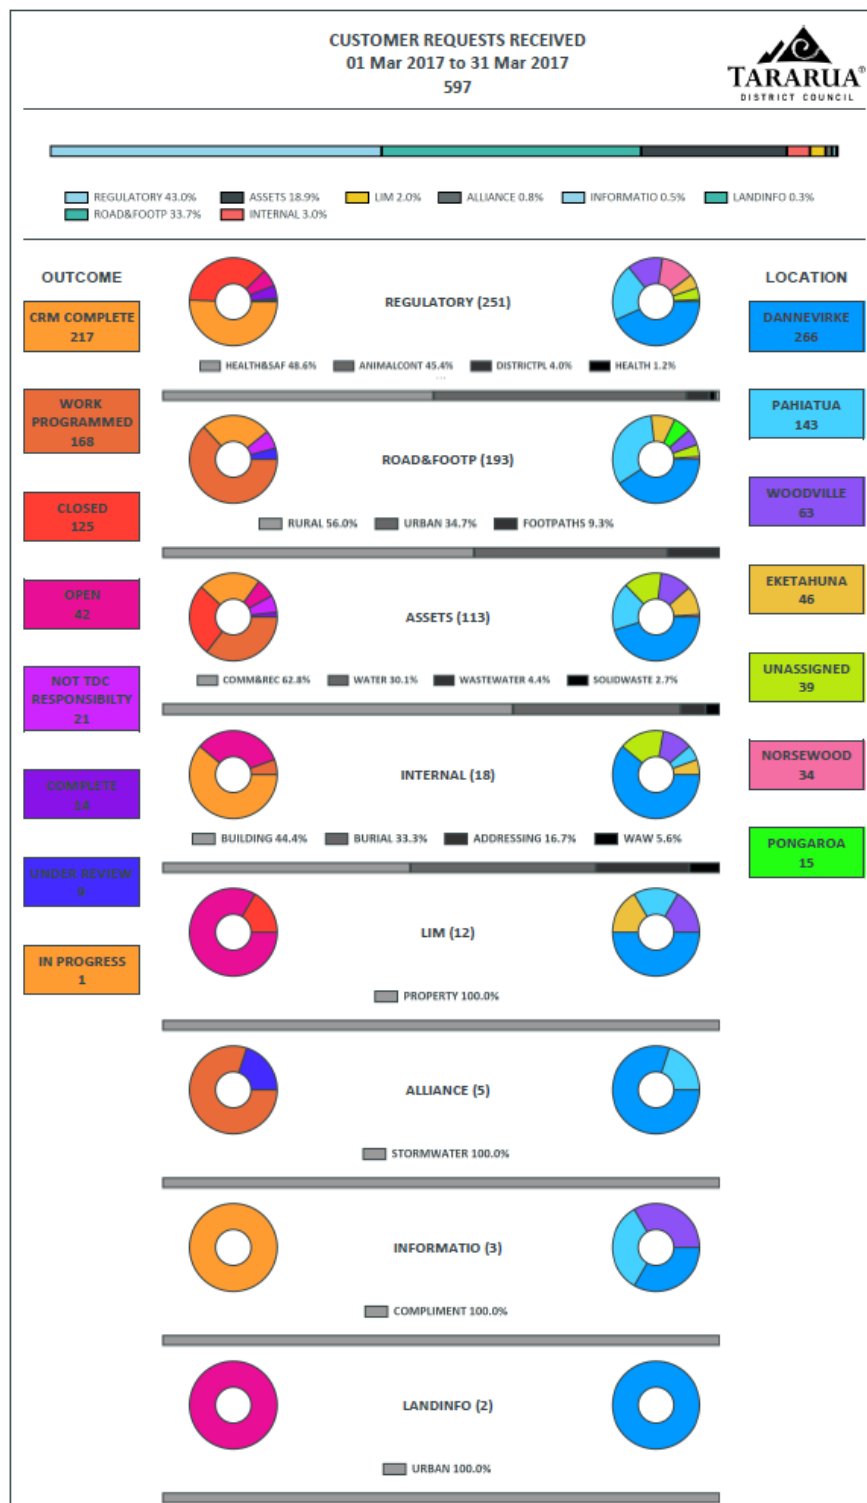 CUSTOMER REQUESTS RECEIVED
01 Mar 2017 to 31 Mar 2017
597
TARARUA®
DISTRICT COUNCIL
REGULATORY 43.0%
ASSETS 18.9%
LIM 2.0%
ALLIANCE 0.8%
INFORMATIO 0.5%
LANDINFO 0.3%
ROAD&FOOTP 33.7%
INTERNAL 3.0%
OUTCOME
CRM COMPLETE
217
WORK
PROGRAMMED
168
CLOSED
125
OPEN
42
NOT TDC
RESPONSIBILTY
21
COMPLETE
14
UNDER REVIEW
9
IN PROGRESS
1
REGULATORY (251)
HEALTH&SAF 48.6%
ANIMALCONT 45.4%
DISTRICTPL 4.0%
HEALTH 1.2%
...
ROAD&FOOTP (193)
RURAL 56.0%
URBAN 34.7%
FOOTPATHS 9.3%
ASSETS (113)
COMM&REC 62.8%
WATER 30.1%
WASTEWATER 4.4%
SOLIDWASTE 2.7%
INTERNAL (18)
BUILDING 44.4%
BURIAL 33.3%
ADDRESSING 16.7%
WAW 5.6%
LIM (12)
PROPERTY 100.0%
ALLIANCE (5)
STORMWATER 100.0%
INFORMATIO (3)
COMPLIMENT 100.0%
LANDINFO (2)
URBAN 100.0%
LOCATION
DANNEVIRKE
266
PAHIATUA
143
WOODVILLE
63
EKETAHUNA
46
UNASSIGNED
39
NORSEWOOD
34
PONGAROA
15